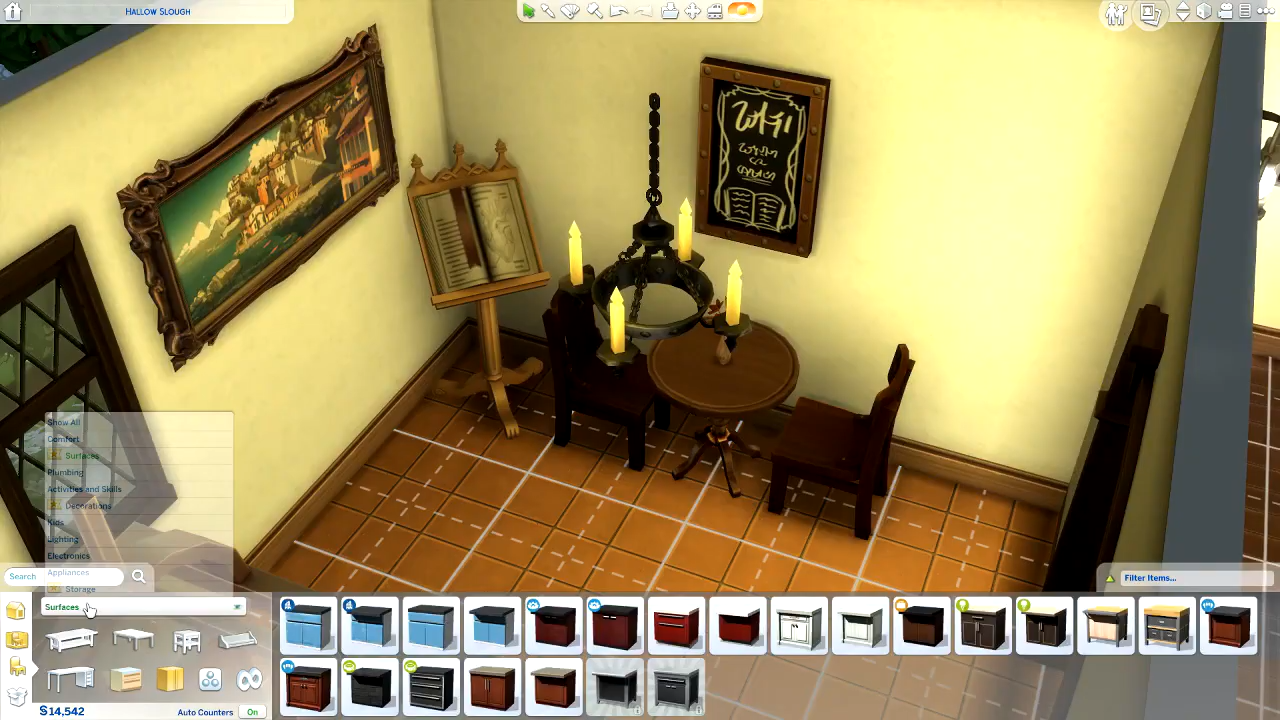 HALLOW SLOUGH
Show All
Comfort
Surfaces
Plumbing
Activities and Skills
Decorations
Kids
Lighting
Electronics
Appliances
Storage
Search
Filter Items...
Surfaces
§14,542
Auto Counters On